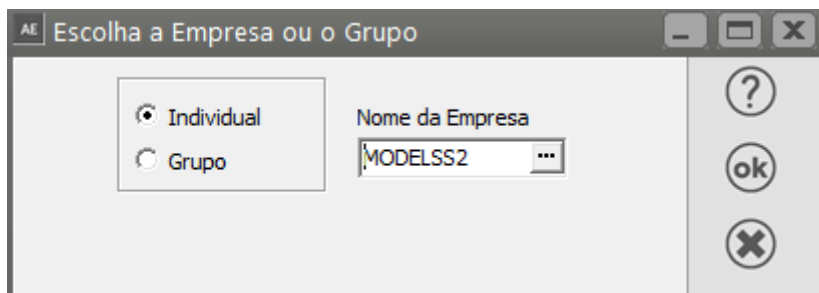 AE Escolha a Empresa ou o Grupo
Individual
Nome da Empresa
Grupo
MODELSS2 ...
?
ok